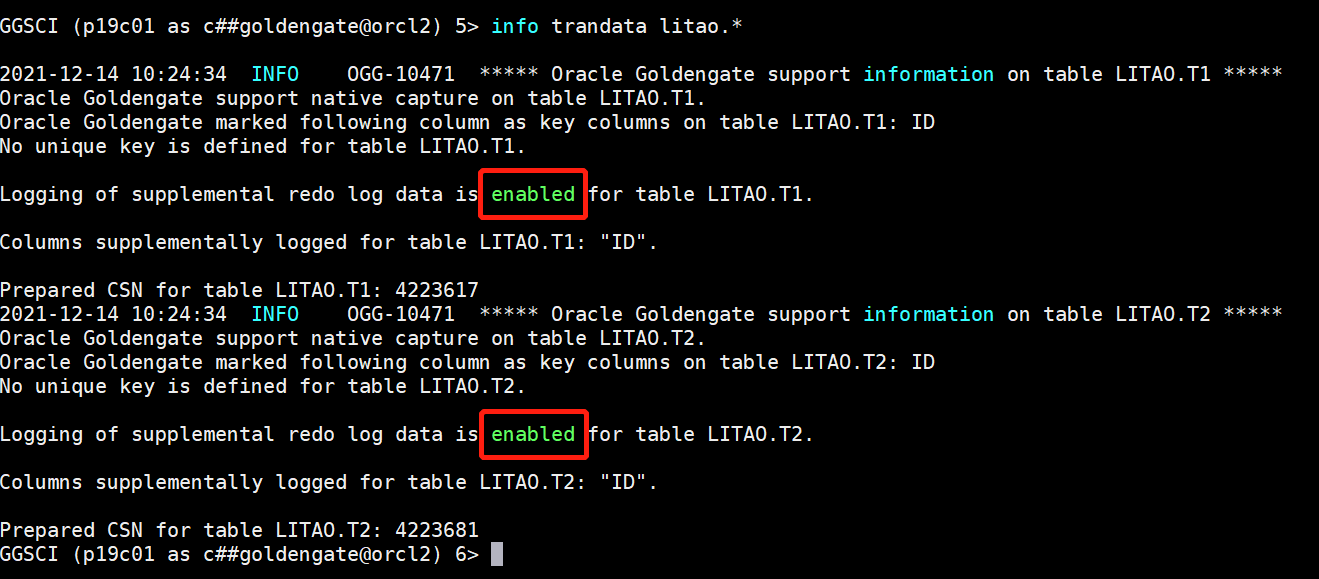 GGSCI (p19c01 as c##goldengate@orcl2) 5> info trandata litao.*
2021-12-14 10:24:34  INFO    OGG-10471  ***** Oracle Goldengate support information on table LITAO.T1 *****
Oracle Goldengate support native capture on table LITAO.T1.
Oracle Goldengate marked following column as key columns on table LITAO.T1: ID
No unique key is defined for table LITAO.T1.
Logging of supplemental redo log data is enabled for table LITAO.T1.
Columns supplementally logged for table LITAO.T1: "ID".
Prepared CSN for table LITAO.T1: 4223617
2021-12-14 10:24:34  INFO    OGG-10471  ***** Oracle Goldengate support information on table LITAO.T2 *****
Oracle Goldengate support native capture on table LITAO.T2.
Oracle Goldengate marked following column as key columns on table LITAO.T2: ID
No unique key is defined for table LITAO.T2.
Logging of supplemental redo log data is enabled for table LITAO.T2.
Columns supplementally logged for table LITAO.T2: "ID".
Prepared CSN for table LITAO.T2: 4223681
GGSCI (p19c01 as c##goldengate@orcl2) 6>